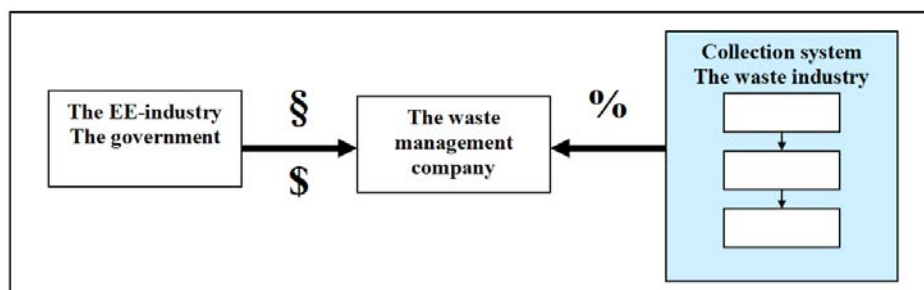 The EE-industry
The government
§
$
The waste
management
company
%
Collection system
The waste industry